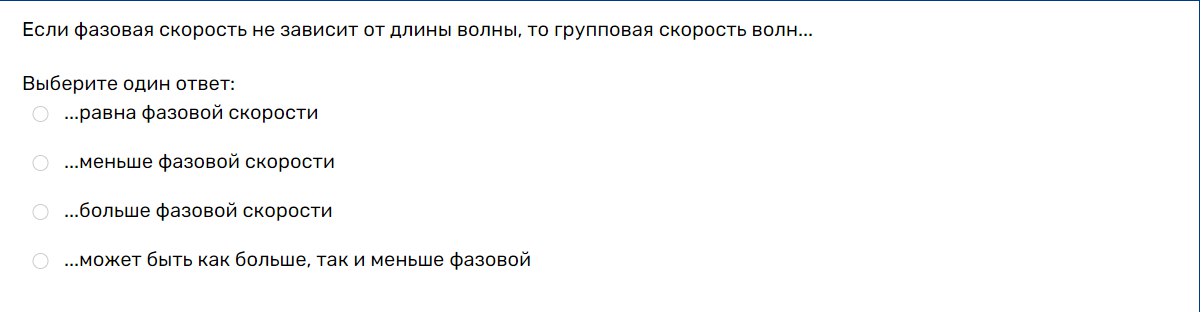 Если фазовая скорость не зависит от длины волны, то групповая скорость волн...
Выберите один ответ:
...равна фазовой скорости
...меньше фазовой скорости
...больше фазовой скорости
...может быть как больше, так и меньше фазовой